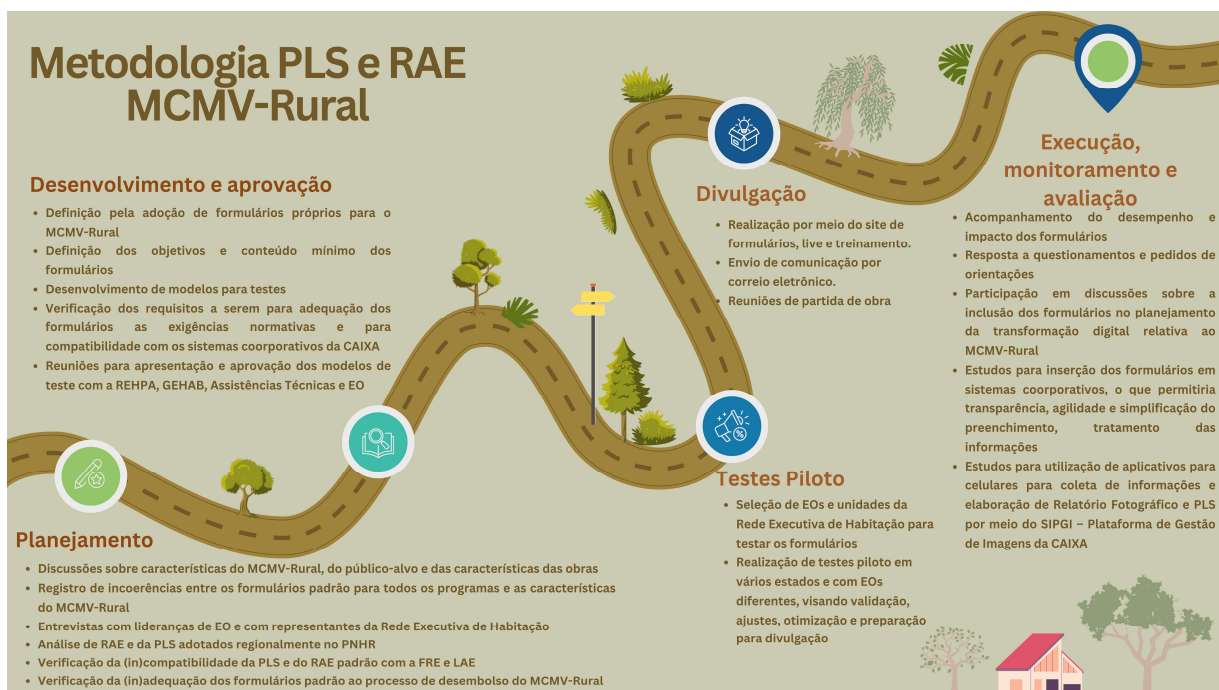 Metodologia PLS e RAE
MCMV-Rural
Desenvolvimento e aprovação
• Definição pela adoção de formulários próprios para o
MCMV-Rural
• Definição dos objetivos e conteúdo mínimo dos
formulários
• Desenvolvimento de modelos para testes
• Verificação dos requisitos a serem para adequação dos
formulários as exigências normativas e para
compatibilidade com os sistemas coorporativos da CAIXA
• Reuniões para apresentação e aprovação dos modelos de
teste com a REHPA, GEHAB, Assistências Técnicas e EO
Planejamento
• Discussões sobre características do MCMV-Rural, do público-alvo e das características das obras
• Registro de incoerências entre os formulários padrão para todos os programas e as características
do MCMV-Rural
• Entrevistas com lideranças de EO e com representantes da Rede Executiva de Habitação
• Análise de RAE e da PLS adotados regionalmente no PNHR
• Verificação da (in)compatibilidade da PLS e do RAE padrão com a FRE e LAE
• Verificação da (in)adequação dos formulários padrão ao processo de desembolso do MCMV-Rural
Divulgação
• Realização por meio do site de
formulários, live e treinamento.
• Envio de comunicação por
correio eletrônico.
• Reuniões de partida de obra
Testes Piloto
• Seleção de EOs e unidades da
Rede Executiva de Habitação para
testar os formulários
• Realização de testes piloto em
vários estados e com EOs
diferentes, visando validação,
ajustes, otimização e preparação
para divulgação
Execução,
monitoramento e
avaliação
• Acompanhamento do desempenho e
impacto dos formulários
• Resposta a questionamentos e pedidos de
orientações
• Participação em discussões sobre a
inclusão dos formulários no planejamento
da transformação digital relativa ao
MCMV-Rural
• Estudos para inserção dos formulários em
sistemas coorporativos, o que permitiria
transparência, agilidade e simplificação do
preenchimento, tratamento das
informações
• Estudos para utilização de aplicativos para
celulares para coleta de informações e
elaboração de Relatório Fotográfico e PLS
por meio do SIPGI – Plataforma de Gestão
de Imagens da CAIXA